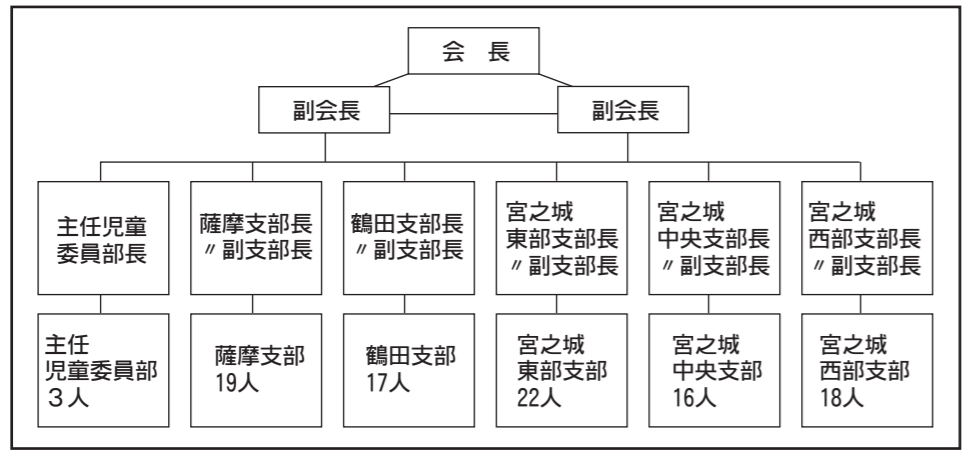 会　長
副会長
副会長
主任児童
委員部長
薩摩支部長
〃副支部長
鶴田支部長
〃副支部長
宮之城
東部支部長
〃副支部長
宮之城
中央支部長
〃副支部長
宮之城
西部支部長
〃副支部長
主任
児童委員部
３人
薩摩支部
19人
鶴田支部
17人
宮之城
東部支部
22人
宮之城
中央支部
16人
宮之城
西部支部
18人